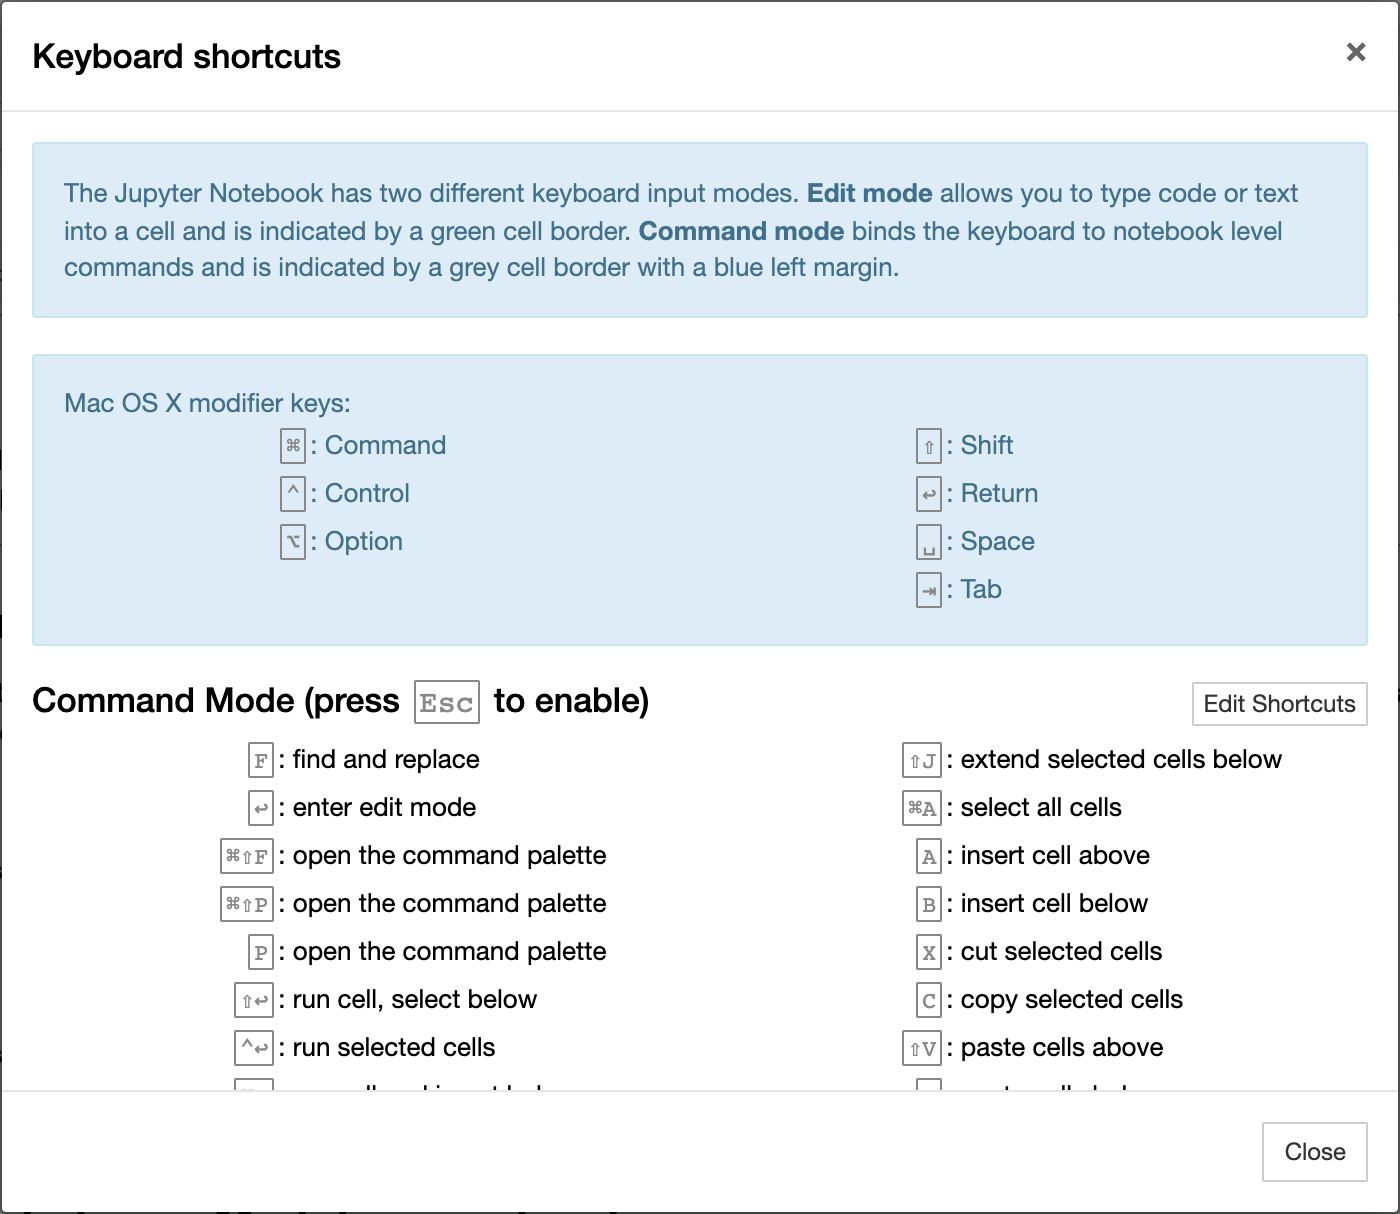 Keyboard shortcuts
×
The Jupyter Notebook has two different keyboard input modes. Edit mode allows you to type code or text
into a cell and is indicated by a green cell border. Command mode binds the keyboard to notebook level
commands and is indicated by a grey cell border with a blue left margin.
Mac OS X modifier keys:
⌘ : Command
^ : Control
⌥ : Option
⇧ : Shift
↩ : Return
␣ : Space
⇥ : Tab
Command Mode (press Esc to enable)
Edit Shortcuts
F : find and replace
↩ : enter edit mode
⌘⇧F : open the command palette
⌘⇧P : open the command palette
P : open the command palette
⇧↩ : run cell, select below
^↩ : run selected cells
⇧J : extend selected cells below
⌘A : select all cells
A : insert cell above
B : insert cell below
X : cut selected cells
C : copy selected cells
⇧V : paste cells above
Close